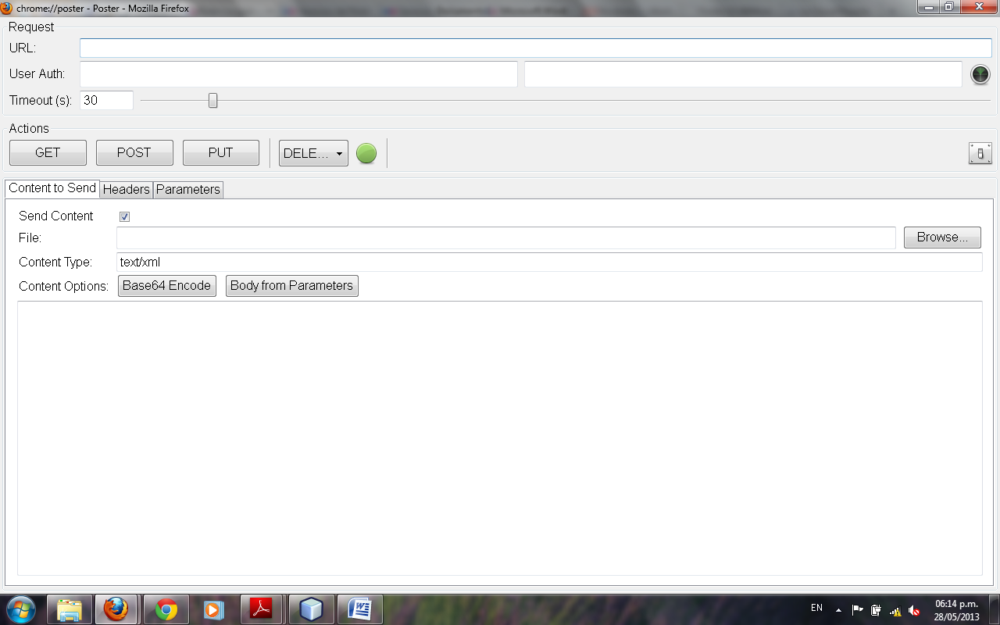 chrome://poster - Poster - Mozilla Firefox
Request
URL:
User Auth:
Timeout (s): 30
Actions
GET POST PUT DELE...
Content to Send Headers Parameters
Send Content
File: Browse...
Content Type: text/xml
Content Options: Base64 Encode Body from Parameters
EN 06:14 p.m.
28/05/2013